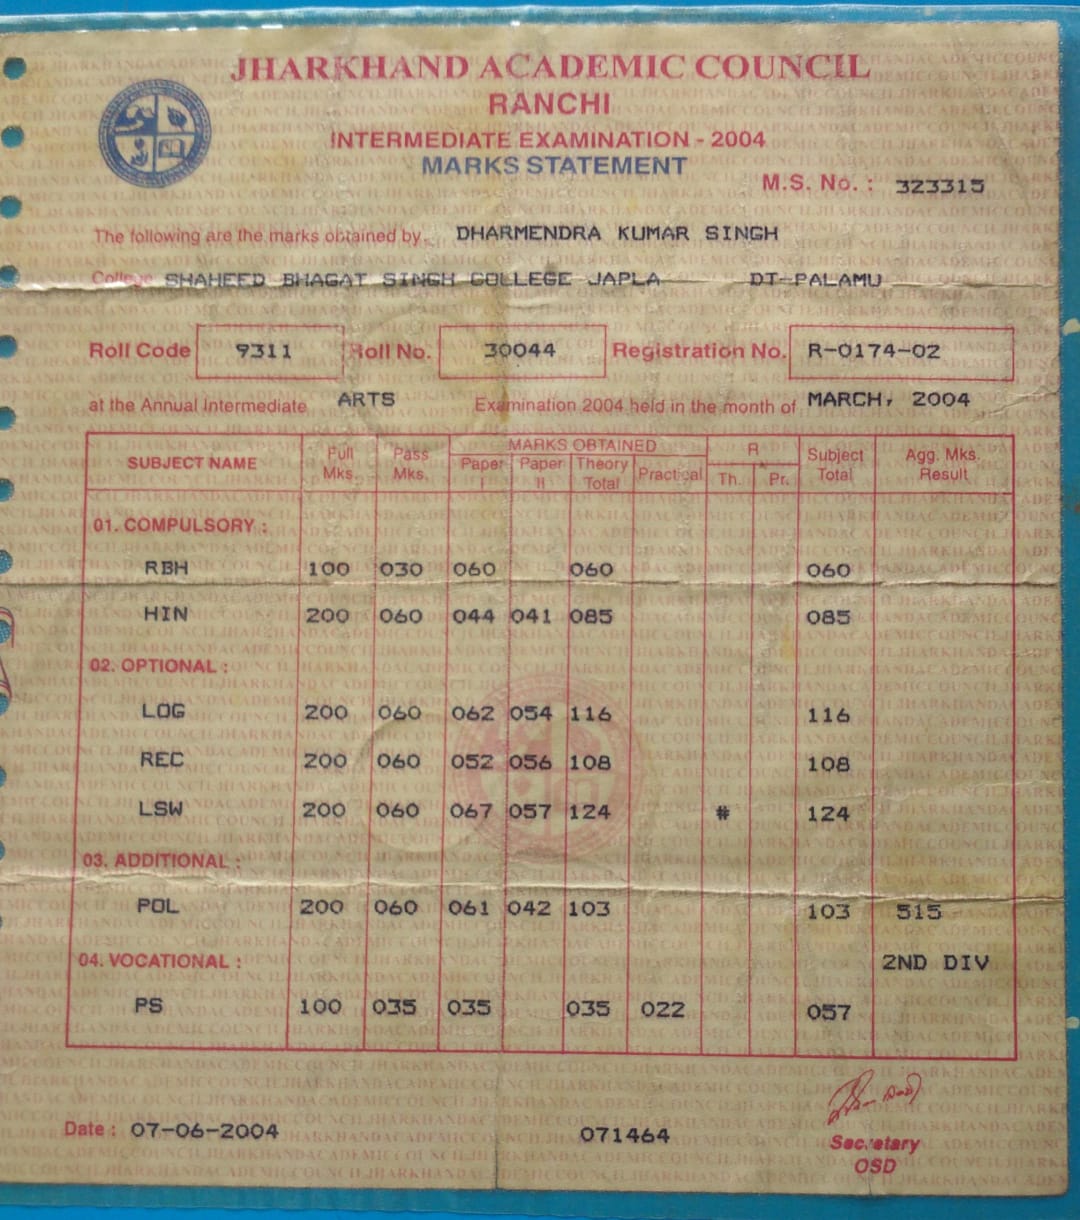 JHARKHAND ACADEMIC COUNCIL
RANCHI
INTERMEDIATE EXAMINATION - 2004
MARKS STATEMENT
M.S. No. : 323315
The following are the marks obtained by DHARMENDRA KUMAR SINGH
College SHAHEED BHAGAT SINGH COLLEGE JAPLA DT-PALAMU
Roll Code 9311 Roll No. 30044 Registration No. R-0174-02
at the Annual Intermediate ARTS Examination 2004 held in the month of MARCH, 2004
SUBJECT NAME Full Mks. Pass Mks. MARKS OBTAINED Paper I Paper II Theory Total Practical R Th. Pr. Subject Total Agg. Mks. Result
01. COMPULSORY :
RBH 100 030 060 060 060
HIN 200 060 044 041 085 085
02. OPTIONAL :
LOG 200 060 062 054 116 116
REC 200 060 052 056 108 108
LSW 200 060 067 057 124 # 124
03. ADDITIONAL :
POL 200 060 061 042 103 103 515
04. VOCATIONAL : 2ND DIV
PS 100 035 035 035 022 057
Date : 07-06-2004 071464
Secretary
OSD